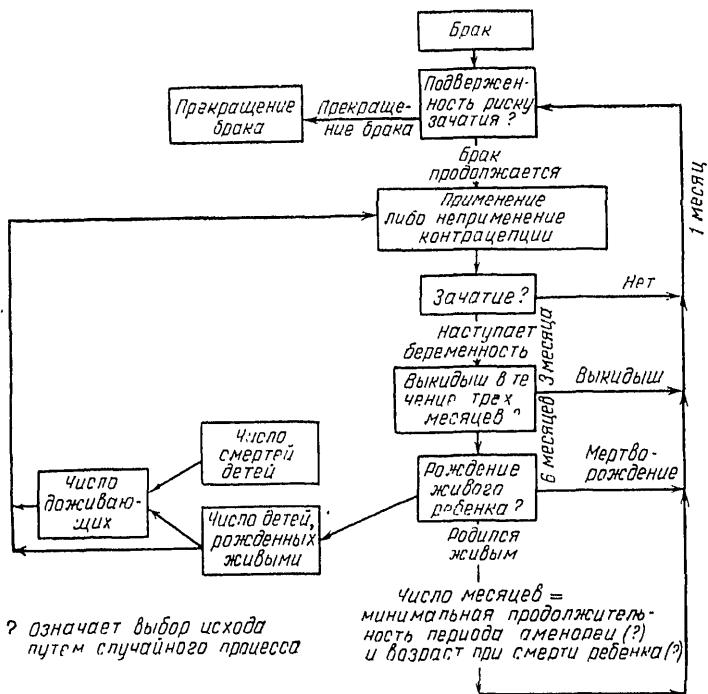 Брак
Подвержен-
ность риску
зачатия?
Прекращение
брака
Прекраще-
ние брака
Брак
продолжается
1 месяц
Применение
либо неприменение
контрацепции
Зачатие?
Нет
Наступает
беременность
3 месяца
Выкидыш в те
чение трех
месяцев?
Выкидыш
6 месяцев
Число
смертей
детей
Рождение
живого
ребенка?
Мертво-
рождение
Число
доживаю-
щих
Число детей,
рожденных
живыми
Родился
живым
Число месяцев =
минимальная продолжитель-
ность периода аменореи (?)
и возраст при смерти ребенка (?)
? означает выбор исхода
путем случайного процесса